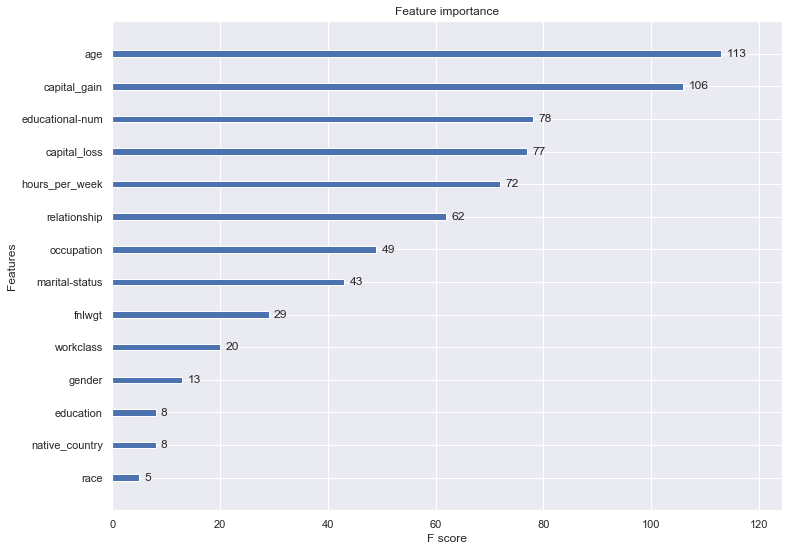 Feature importance
age 113
capital_gain 106
educational-num 78
capital_loss 77
hours_per_week 72
relationship 62
occupation 49
marital-status 43
fnlwgt 29
workclass 20
gender 13
education 8
native_country 8
race 5
Features
0 20 40 60 80 100 120
F score